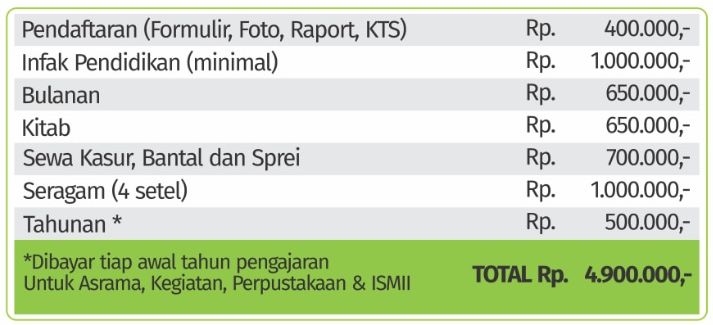 Pendaftaran (Formulir, Foto, Raport, KTS) Rp. 400.000,-
Infak Pendidikan (minimal) Rp. 1.000.000,-
Bulanan Rp. 650.000,-
Kitab Rp. 650.000,-
Sewa Kasur, Bantal dan Sprei Rp. 700.000,-
Seragam (4 setel) Rp. 1.000.000,-
Tahunan * Rp. 500.000,-
*Dibayar tiap awal tahun pengajaran
Untuk Asrama, Kegiatan, Perpustakaan & ISMII
TOTAL Rp. 4.900.000,-